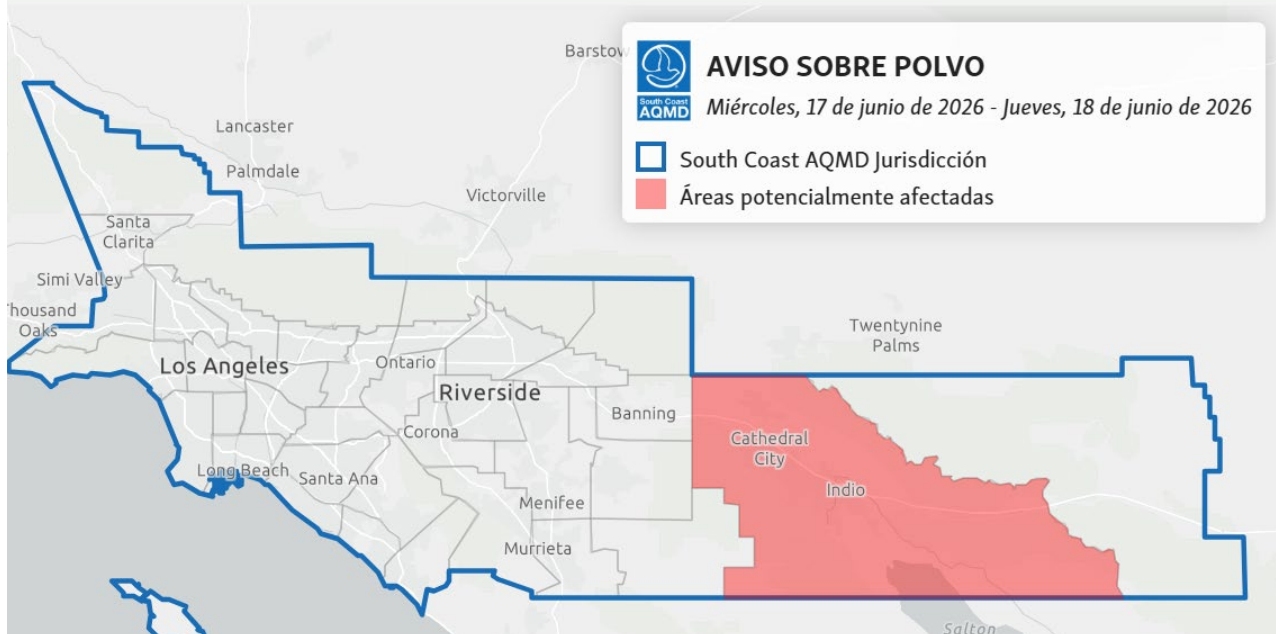 AVISO SOBRE POLVO
South Coast
AQMD
Miércoles, 17 de junio de 2026 - Jueves, 18 de junio de 2026
South Coast AQMD Jurisdicción
Áreas potencialmente afectadas
Barstow
Lancaster
Palmdale
Victorville
Santa
Clarita
Simi Valley
Thousand
Oaks
Twentynine
Palms
Los Angeles
Ontario
Riverside
Banning
Corona
Cathedral
City
Long Beach
Santa Ana
Indio
Menifee
Murrieta
Salton